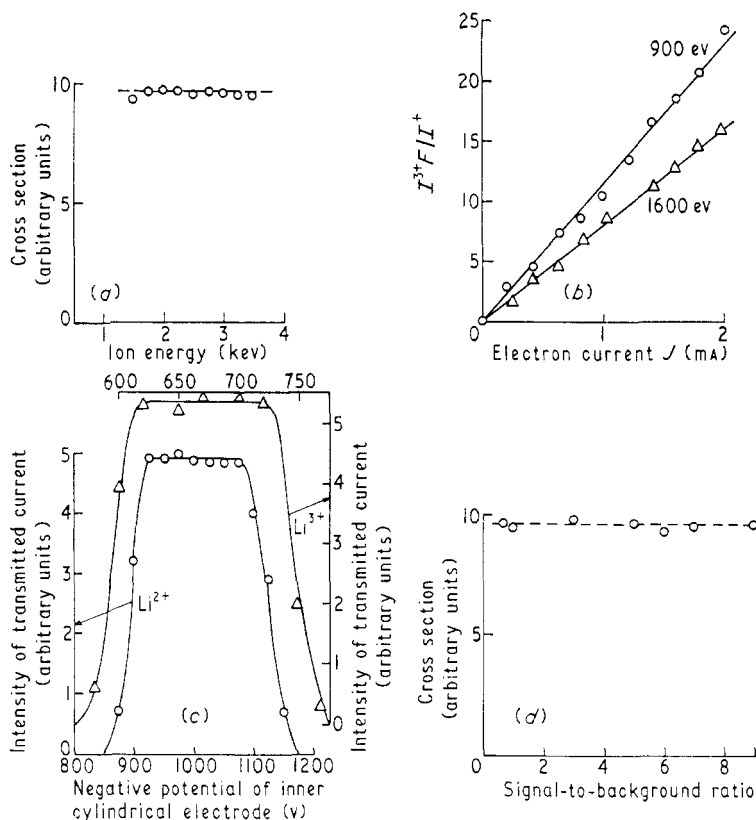 10
5
0
Cross section
(arbitrary units)
(a)
1 2 3 4
Ion energy (kev)
25
20
15
10
5
0
I³⁺F/I⁺
900 ev
1600 ev
(b)
0 1 2
Electron current J (mA)
600 650 700 750
5
4
3
2
1
0
Intensity of transmitted current
(arbitrary units)
Li²⁺
Li³⁺
(c)
5
4
3
2
1
0
Intensity of transmitted current
(arbitrary units)
800 900 1000 1100 1200
Negative potential of inner
cylindrical electrode (v)
10
5
0
Cross section
(arbitrary units)
(d)
2 4 6 8
Signal-to-background ratio